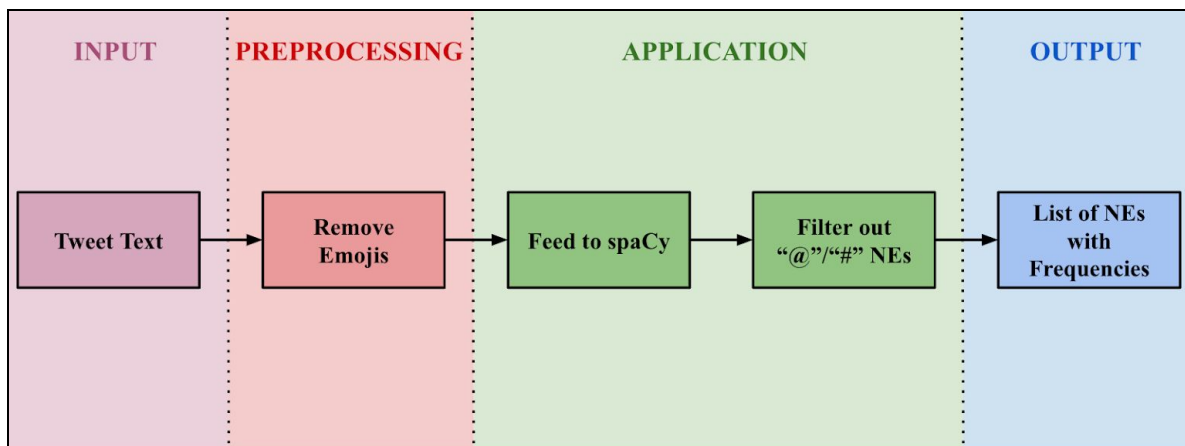 INPUT
PREPROCESSING
APPLICATION
OUTPUT
Tweet Text
Remove
Emojis
Feed to spaCy
Filter out
“@”/“#” NEs
List of NEs
with
Frequencies